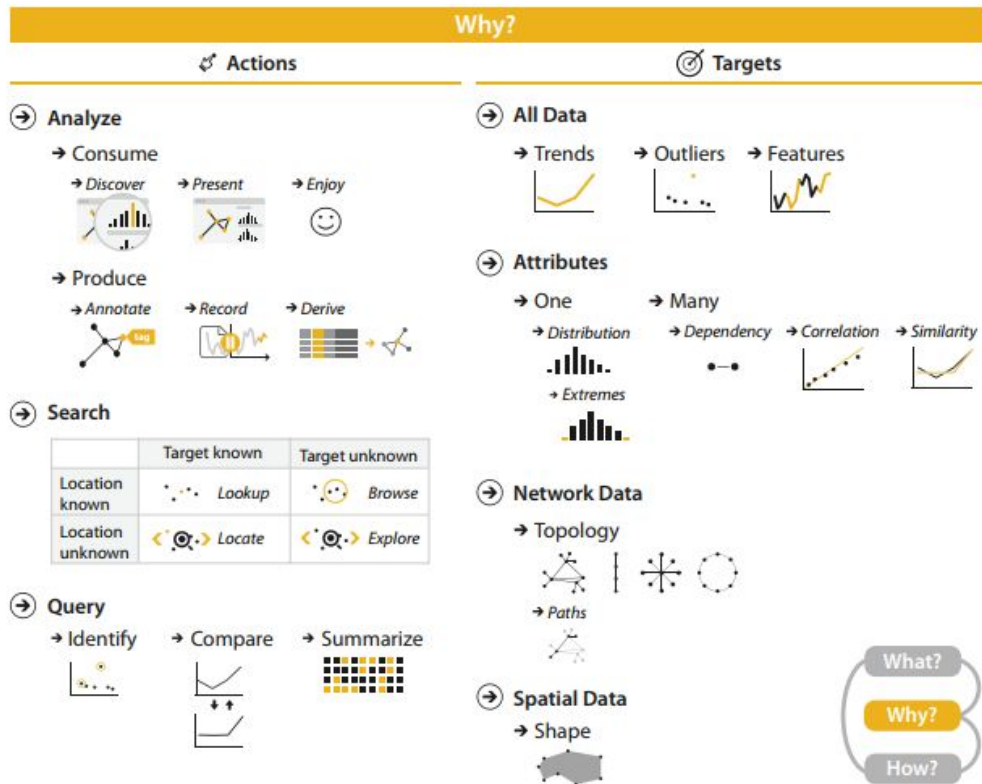 Why?
Actions
Analyze
Consume
Discover
Present
Enjoy
Produce
Annotate
Record
Derive
tag
Search
Target known
Target unknown
Location known
Lookup
Browse
Location unknown
Locate
Explore
Query
Identify
Compare
Summarize
Targets
All Data
Trends
Outliers
Features
Attributes
One
Many
Distribution
Dependency
Correlation
Similarity
Extremes
Network Data
Topology
Paths
Spatial Data
Shape
What?
Why?
How?